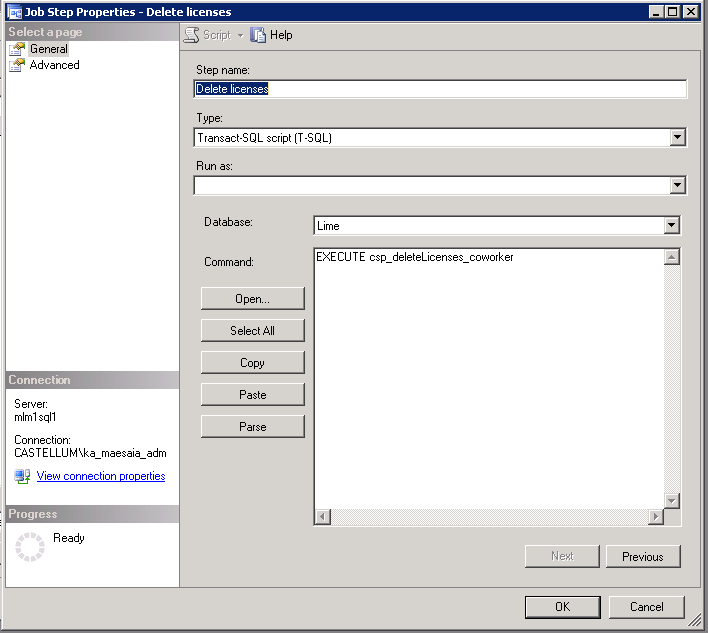 Job Step Properties - Delete licenses
Select a page
General
Advanced
Script
Help
Step name:
Delete licenses
Type:
Transact-SQL script (T-SQL)
Run as:
Database:
Lime
Command:
EXECUTE csp_deleteLicenses_coworker
Open...
Select All
Copy
Paste
Parse
Connection
Server:
mlm1sql1
Connection:
CASTELLUM\ka_maesaia_adm
View connection properties
Progress
Ready
Next
Previous
OK
Cancel